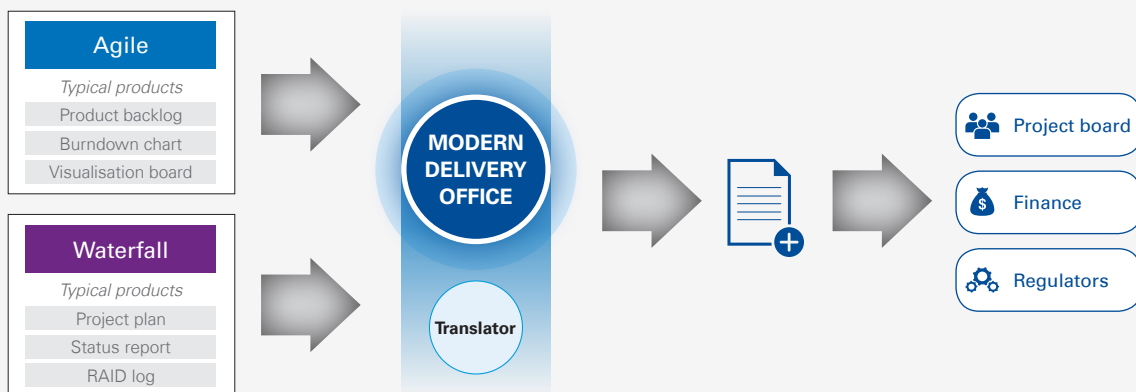 Agile
Typical products
Product backlog
Burndown chart
Visualisation board
Waterfall
Typical products
Project plan
Status report
RAID log
MODERN
DELIVERY
OFFICE
Translator
$
Project board
Finance
Regulators